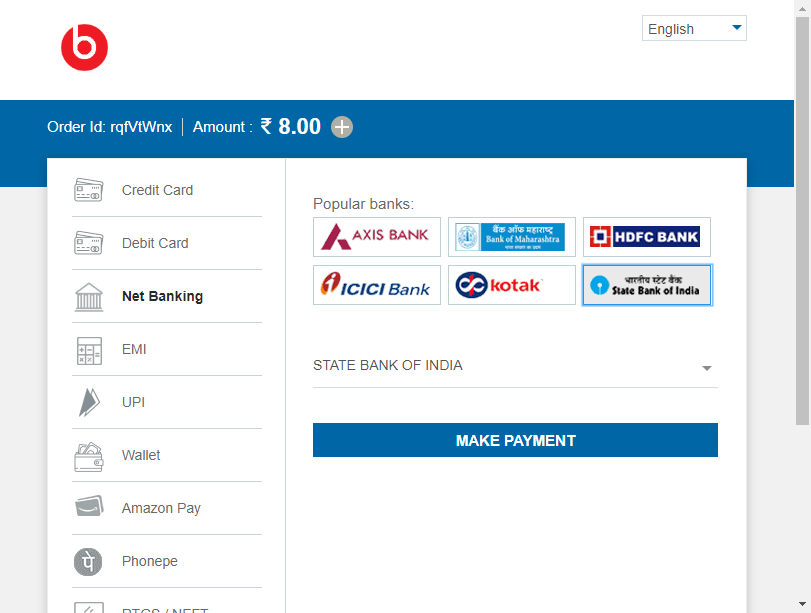 b
English
Order Id: rqfVtWnx | Amount : ₹ 8.00
Credit Card
Debit Card
Net Banking
EMI
UPI
Wallet
Amazon Pay
पे
Phonepe
RTGS / NEFT
Popular banks:
AXIS BANK
बैंक ऑफ महाराष्ट्र
Bank of Maharashtra
HDFC BANK
ICICI Bank
kotak
भारतीय स्टेट बैंक
State Bank of India
STATE BANK OF INDIA
MAKE PAYMENT